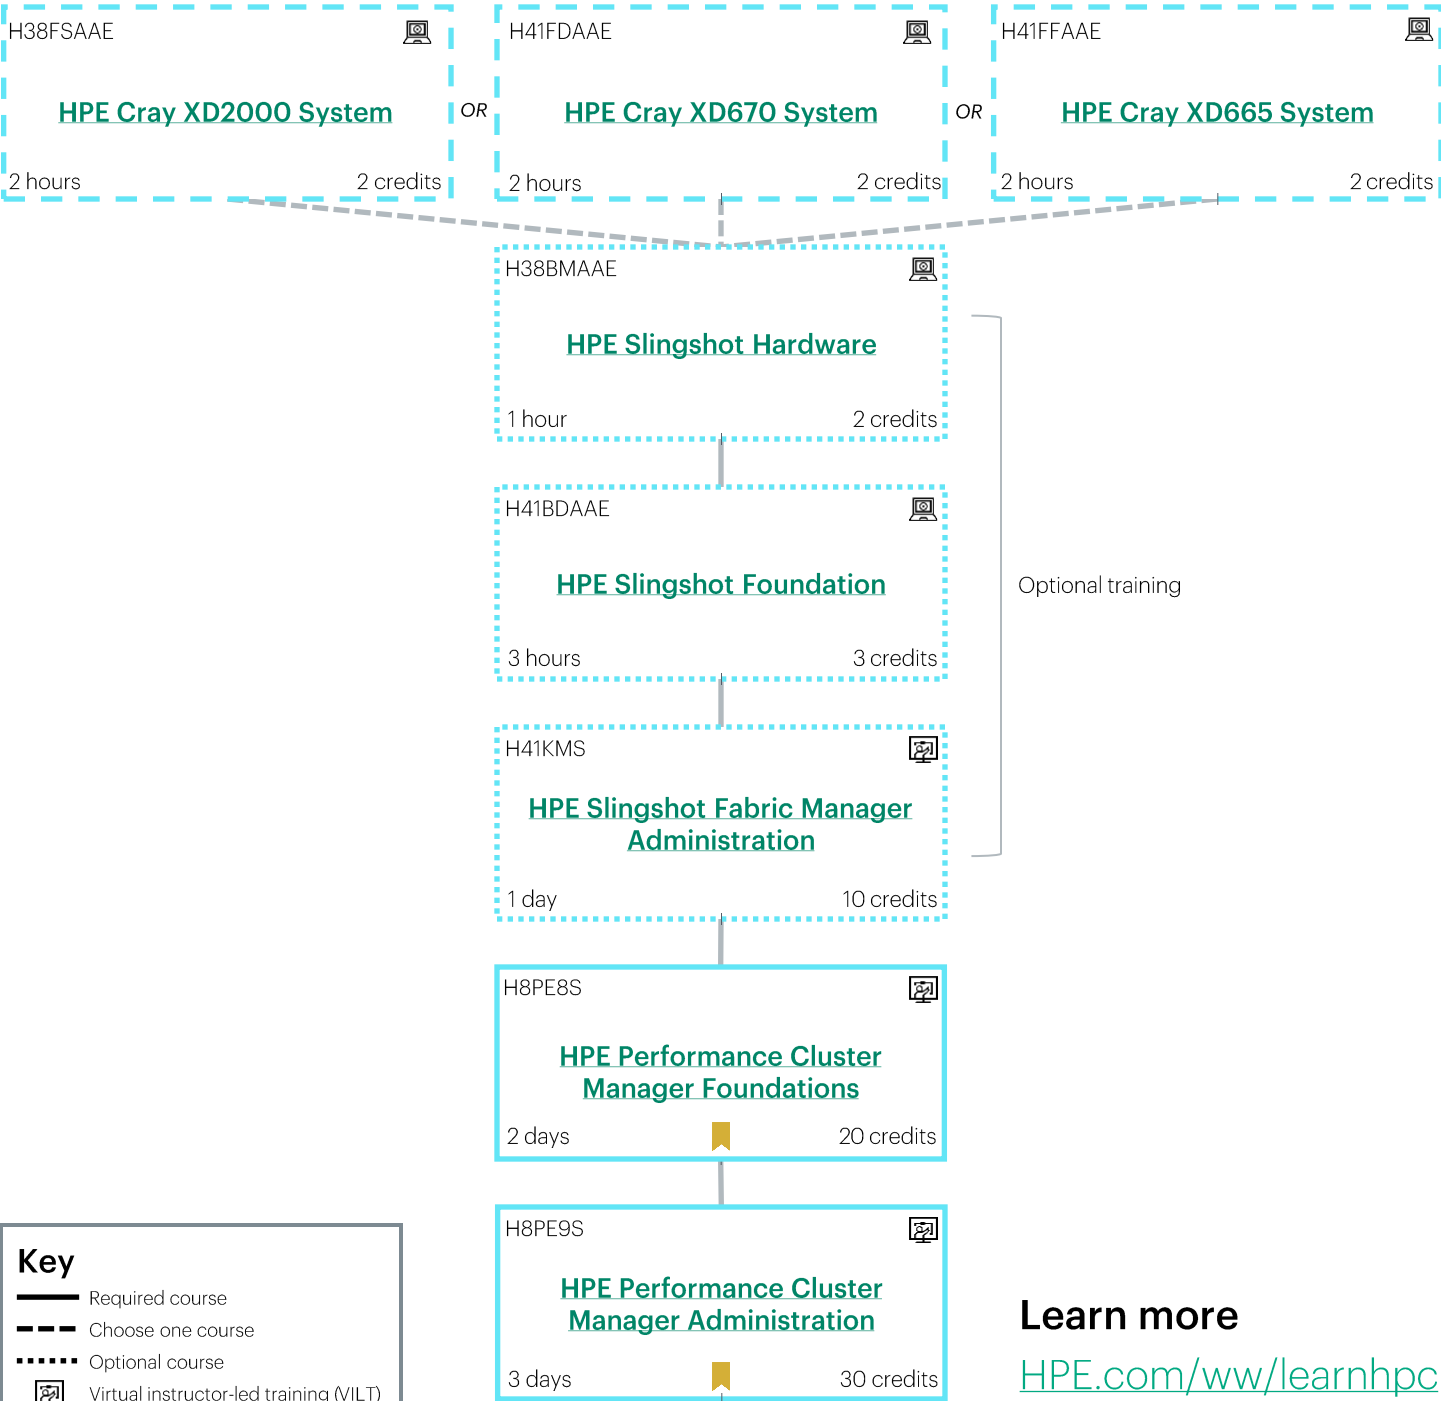 H38FSAAE
HPE Cray XD2000 System
2 hours
2 credits
OR
H41FDAAE
HPE Cray XD670 System
2 hours
2 credits
OR
H41FFAAE
HPE Cray XD665 System
2 hours
2 credits
H38BMAAE
HPE Slingshot Hardware
1 hour
2 credits
H41BDAAE
HPE Slingshot Foundation
3 hours
3 credits
Optional training
H41KMS
HPE Slingshot Fabric Manager
Administration
1 day
10 credits
H8PE8S
HPE Performance Cluster
Manager Foundations
2 days
20 credits
H8PE9S
HPE Performance Cluster
Manager Administration
3 days
30 credits
Key
Required course
Choose one course
Optional course
Virtual instructor-led training (VILT)
Learn more
HPE.com/ww/learnhpc